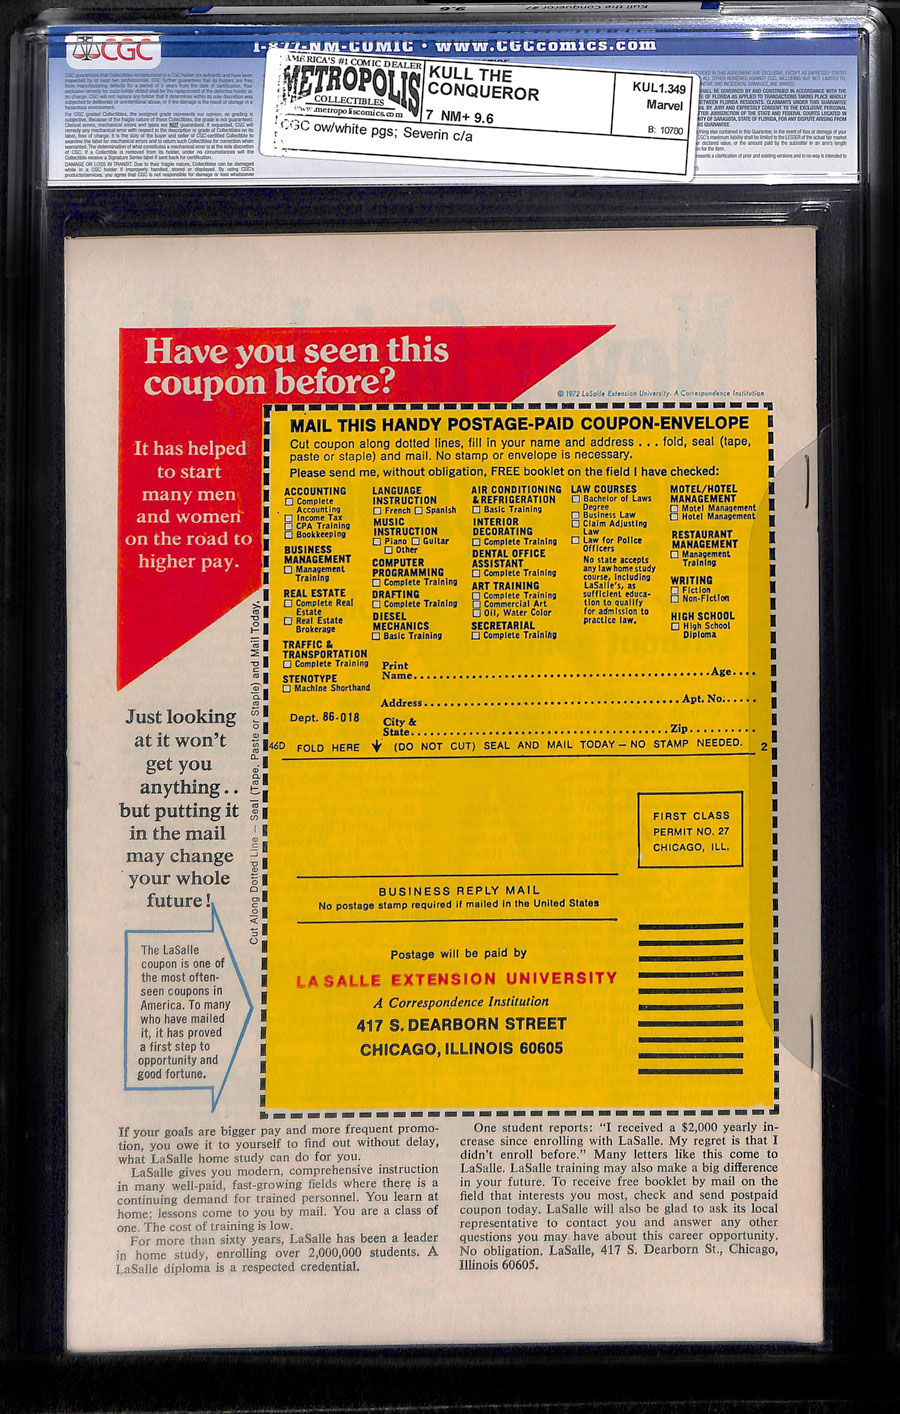 Kull the Conqueror #7
9.6
CGC
1-877-NM-COMIC • www.CGCcomics.com
AMERICA'S #1 COMIC DEALER
METROPOLIS
COLLECTIBLES
www.metropoliscomics.com
KULL THE
CONQUEROR
7 NM+ 9.6
KUL1.349
Marvel
B: 10780
CGC ow/white pgs; Severin c/a
Have you seen this
coupon before?
© 1972 LaSalle Extension University. A Correspondence Institution
It has helped
to start
many men
and women
on the road to
higher pay.
Just looking
at it won't
get you
anything . .
but putting it
in the mail
may change
your whole
future!
The LaSalle
coupon is one of
the most often-
seen coupons in
America. To many
who have mailed
it, it has proved
a first step to
opportunity and
good fortune.
Cut Along Dotted Line — Seal (Tape, Paste or Staple) and Mail Today.
MAIL THIS HANDY POSTAGE-PAID COUPON-ENVELOPE
Cut coupon along dotted lines, fill in your name and address . . . fold, seal (tape,
paste or staple) and mail. No stamp or envelope is necessary.
Please send me, without obligation, FREE booklet on the field I have checked:
ACCOUNTING
□ Complete
Accounting
□ Income Tax
□ CPA Training
□ Bookkeeping
BUSINESS
MANAGEMENT
□ Management
Training
REAL ESTATE
□ Complete Real
Estate
□ Real Estate
Brokerage
TRAFFIC &
TRANSPORTATION
□ Complete Training
STENOTYPE
□ Machine Shorthand
LANGUAGE
INSTRUCTION
□ French □ Spanish
MUSIC
INSTRUCTION
□ Piano □ Guitar
□ Other
COMPUTER
PROGRAMMING
□ Complete Training
DRAFTING
□ Complete Training
DIESEL
MECHANICS
□ Basic Training
AIR CONDITIONING
& REFRIGERATION
□ Basic Training
INTERIOR
DECORATING
□ Complete Training
DENTAL OFFICE
ASSISTANT
□ Complete Training
ART TRAINING
□ Complete Training
□ Commercial Art
□ Oil, Water Color
SECRETARIAL
□ Complete Training
LAW COURSES
□ Bachelor of Laws
Degree
□ Business Law
□ Claim Adjusting
Law
□ Law for Police
Officers
No state accepts
any law home study
course, including
LaSalle's, as
sufficient educa-
tion to qualify
for admission to
practice law.
MOTEL/HOTEL
MANAGEMENT
□ Motel Management
□ Hotel Management
RESTAURANT
MANAGEMENT
□ Management
Training
WRITING
□ Fiction
□ Non-Fiction
HIGH SCHOOL
□ High School
Diploma
Print
Name.......... Age....
Address.......... Apt. No......
Dept. 86-018
City &
State.......... Zip..........
46D FOLD HERE ↓ (DO NOT CUT) SEAL AND MAIL TODAY — NO STAMP NEEDED. 2
FIRST CLASS
PERMIT NO. 27
CHICAGO, ILL.
BUSINESS REPLY MAIL
No postage stamp required if mailed in the United States
Postage will be paid by
LA SALLE EXTENSION UNIVERSITY
A Correspondence Institution
417 S. DEARBORN STREET
CHICAGO, ILLINOIS 60605
If your goals are bigger pay and more frequent promo-
tion, you owe it to yourself to find out without delay,
what LaSalle home study can do for you.
LaSalle gives you modern, comprehensive instruction
in many well-paid, fast-growing fields where there is a
continuing demand for trained personnel. You learn at
home; lessons come to you by mail. You are a class of
one. The cost of training is low.
For more than sixty years, LaSalle has been a leader
in home study, enrolling over 2,000,000 students. A
LaSalle diploma is a respected credential.
One student reports: "I received a $2,000 yearly in-
crease since enrolling with LaSalle. My regret is that I
didn't enroll before." Many letters like this come to
LaSalle. LaSalle training may also make a big difference
in your future. To receive free booklet by mail on the
field that interests you most, check and send postpaid
coupon today. LaSalle will also be glad to ask its local
representative to contact you and answer any other
questions you may have about this career opportunity.
No obligation. LaSalle, 417 S. Dearborn St., Chicago,
Illinois 60605.